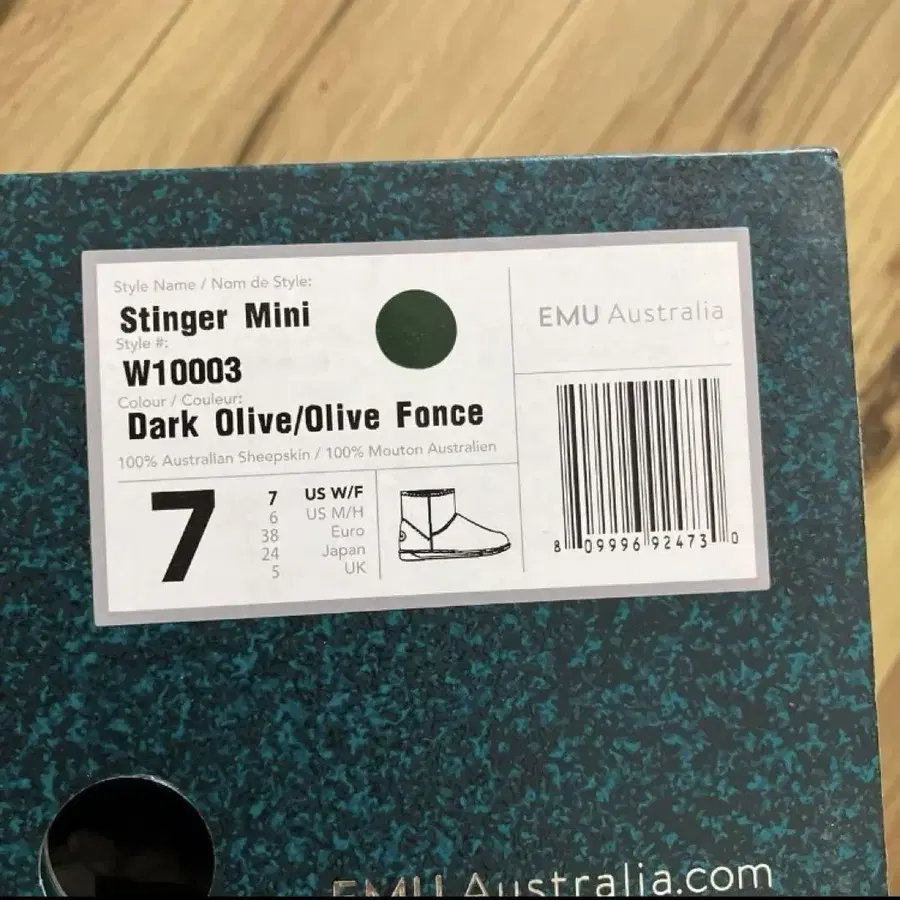 Style Name / Nom de Style:
Stinger Mini
Style #:
W10003
Colour / Couleur:
Dark Olive/Olive Fonce
100% Australian Sheepskin / 100% Mouton Australien
7
7 US W/F
6 US M/H
38 Euro
24 Japan
5 UK
EMU Australia
8 09996 92473 0
EMU Australia.com